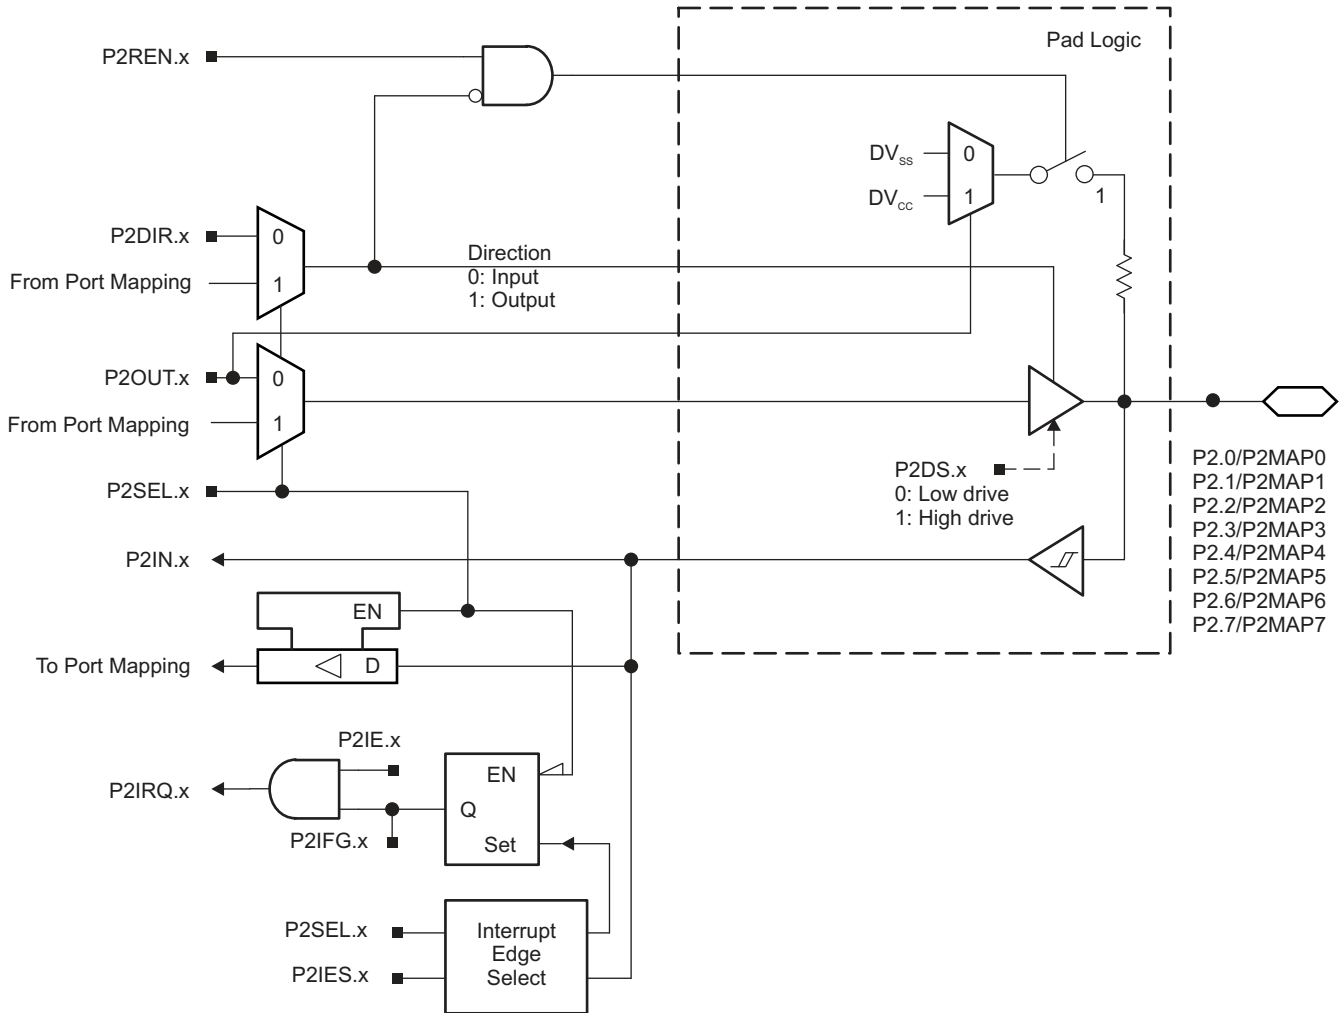 Pad Logic
P2REN.x
DVSS
0
DVCC
1
1
P2DIR.x
0
From Port Mapping
1
Direction
0: Input
1: Output
P2OUT.x
0
From Port Mapping
1
P2DS.x
0: Low drive
1: High drive
P2.0/P2MAP0
P2.1/P2MAP1
P2.2/P2MAP2
P2.3/P2MAP3
P2.4/P2MAP4
P2.5/P2MAP5
P2.6/P2MAP6
P2.7/P2MAP7
P2SEL.x
P2IN.x
EN
To Port Mapping
D
P2IE.x
P2IRQ.x
EN
Q
P2IFG.x
Set
P2SEL.x
P2IES.x
Interrupt
Edge
Select